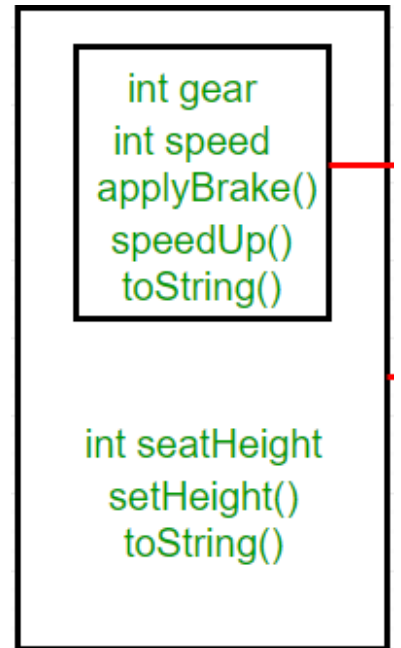 int gear
int speed
applyBrake()
speedUp()
toString()
int seatHeight
setHeight()
toString()